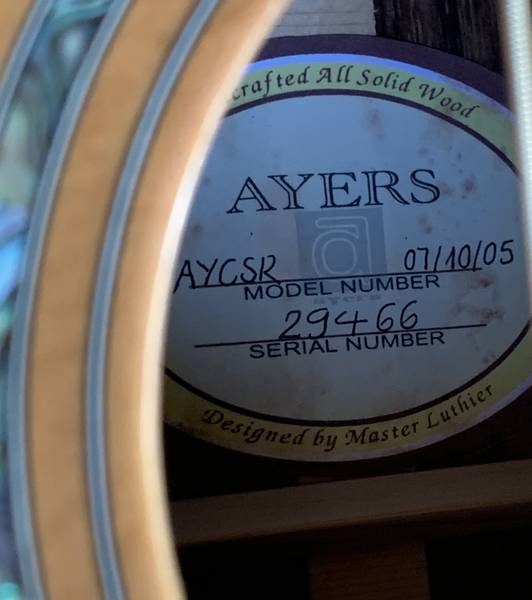 crafted All Solid Wood
AYERS
AYCSR 07/10/05
MODEL NUMBER
29466
SERIAL NUMBER
Designed by Master Luthier